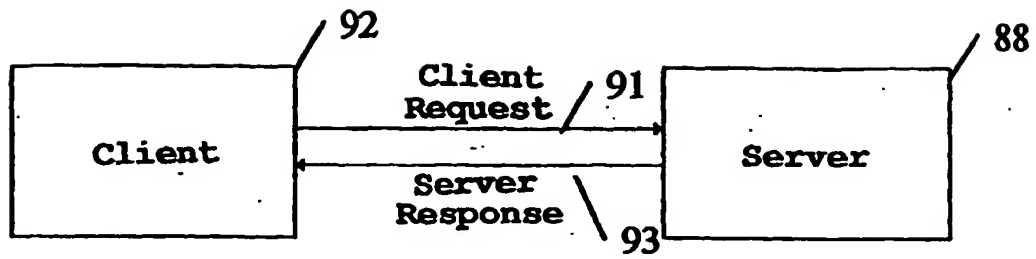 92
88
Client
Request
91
Client
Server
Server
Response
93